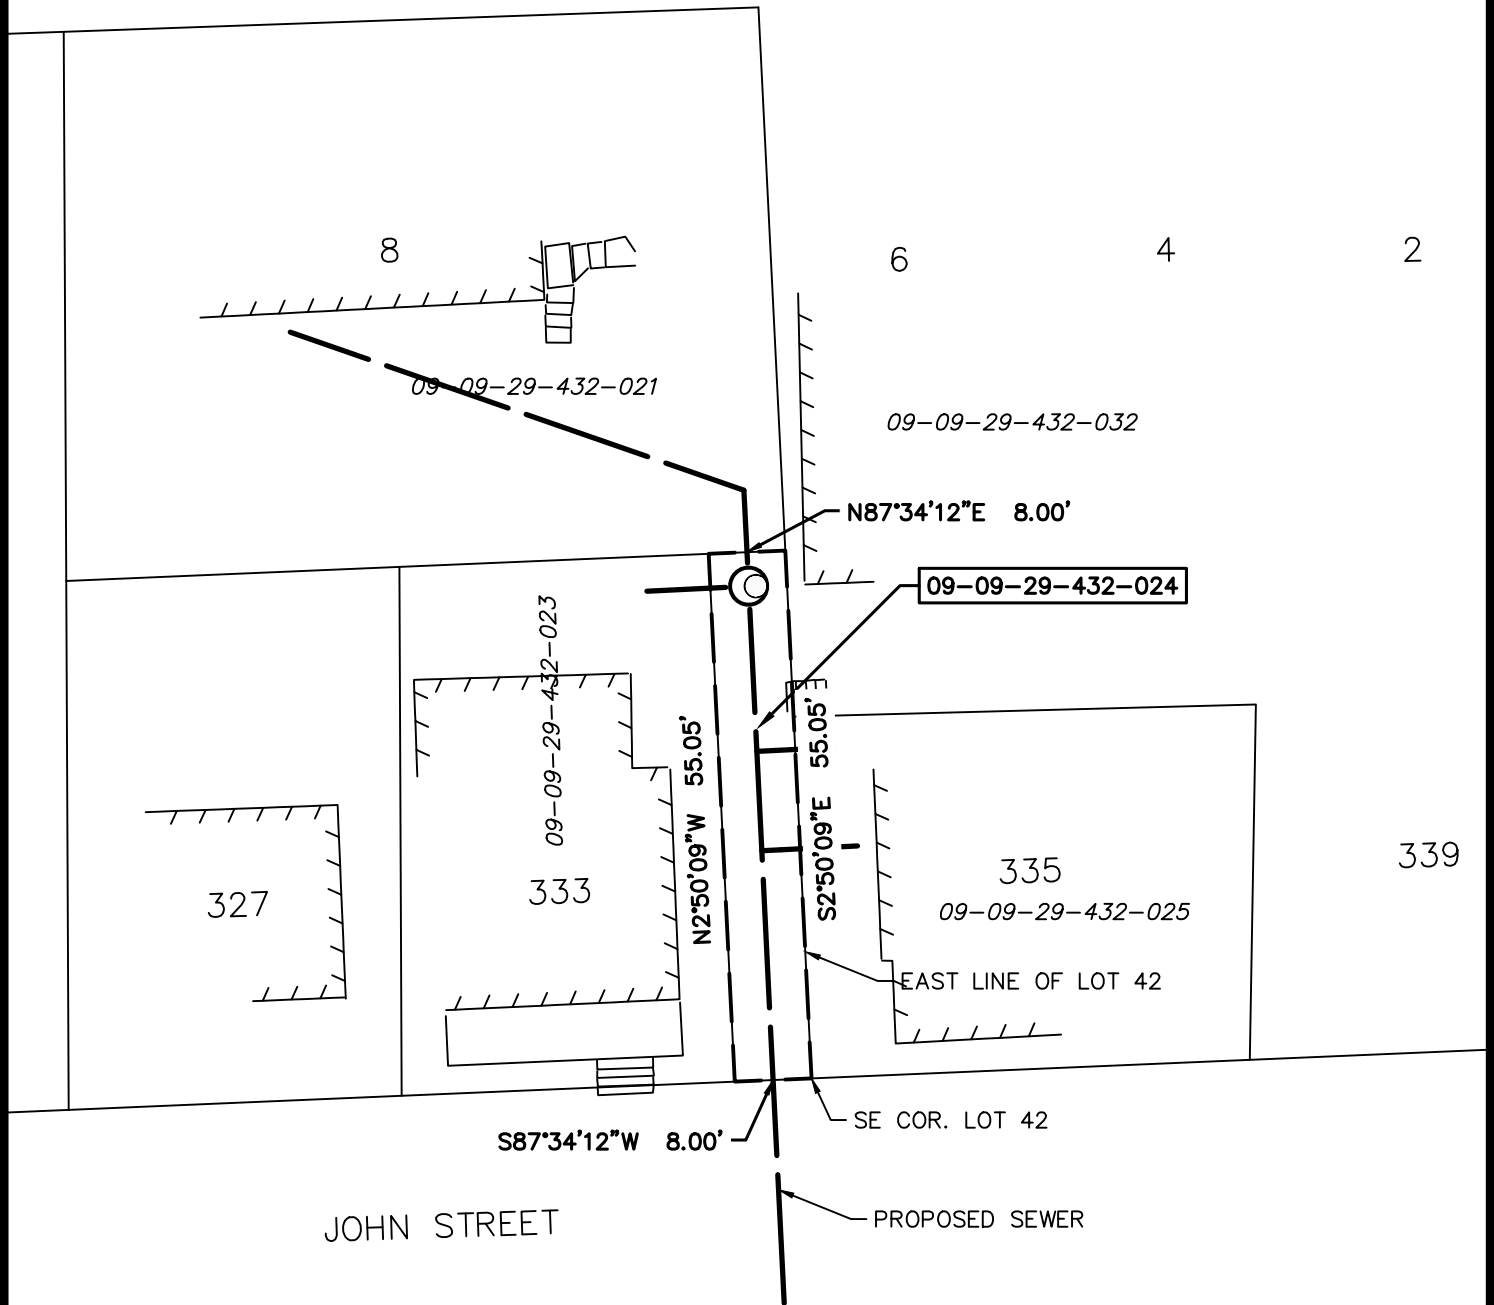 8
6
4
2
09-09-29-432-021
09-09-29-432-032
N87°34'12"E 8.00'
09-09-29-432-024
09-09-29-432-023
N2°50'09"W 55.05'
S2°50'09"E 55.05'
327
333
335
339
09-09-29-432-025
EAST LINE OF LOT 42
SE COR. LOT 42
S87°34'12"W 8.00'
PROPOSED SEWER
JOHN STREET